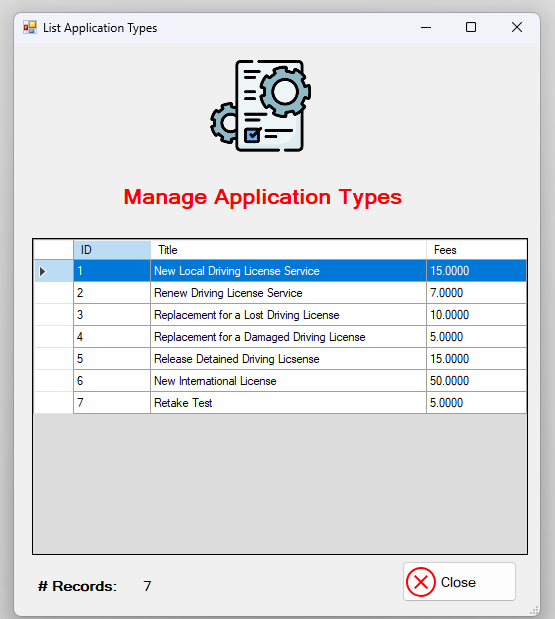 List Application Types
Manage Application Types
ID Title Fees
1 New Local Driving License Service 15.0000
2 Renew Driving License Service 7.0000
3 Replacement for a Lost Driving License 10.0000
4 Replacement for a Damaged Driving License 5.0000
5 Release Detained Driving Licsense 15.0000
6 New International License 50.0000
7 Retake Test 5.0000
# Records: 7
Close